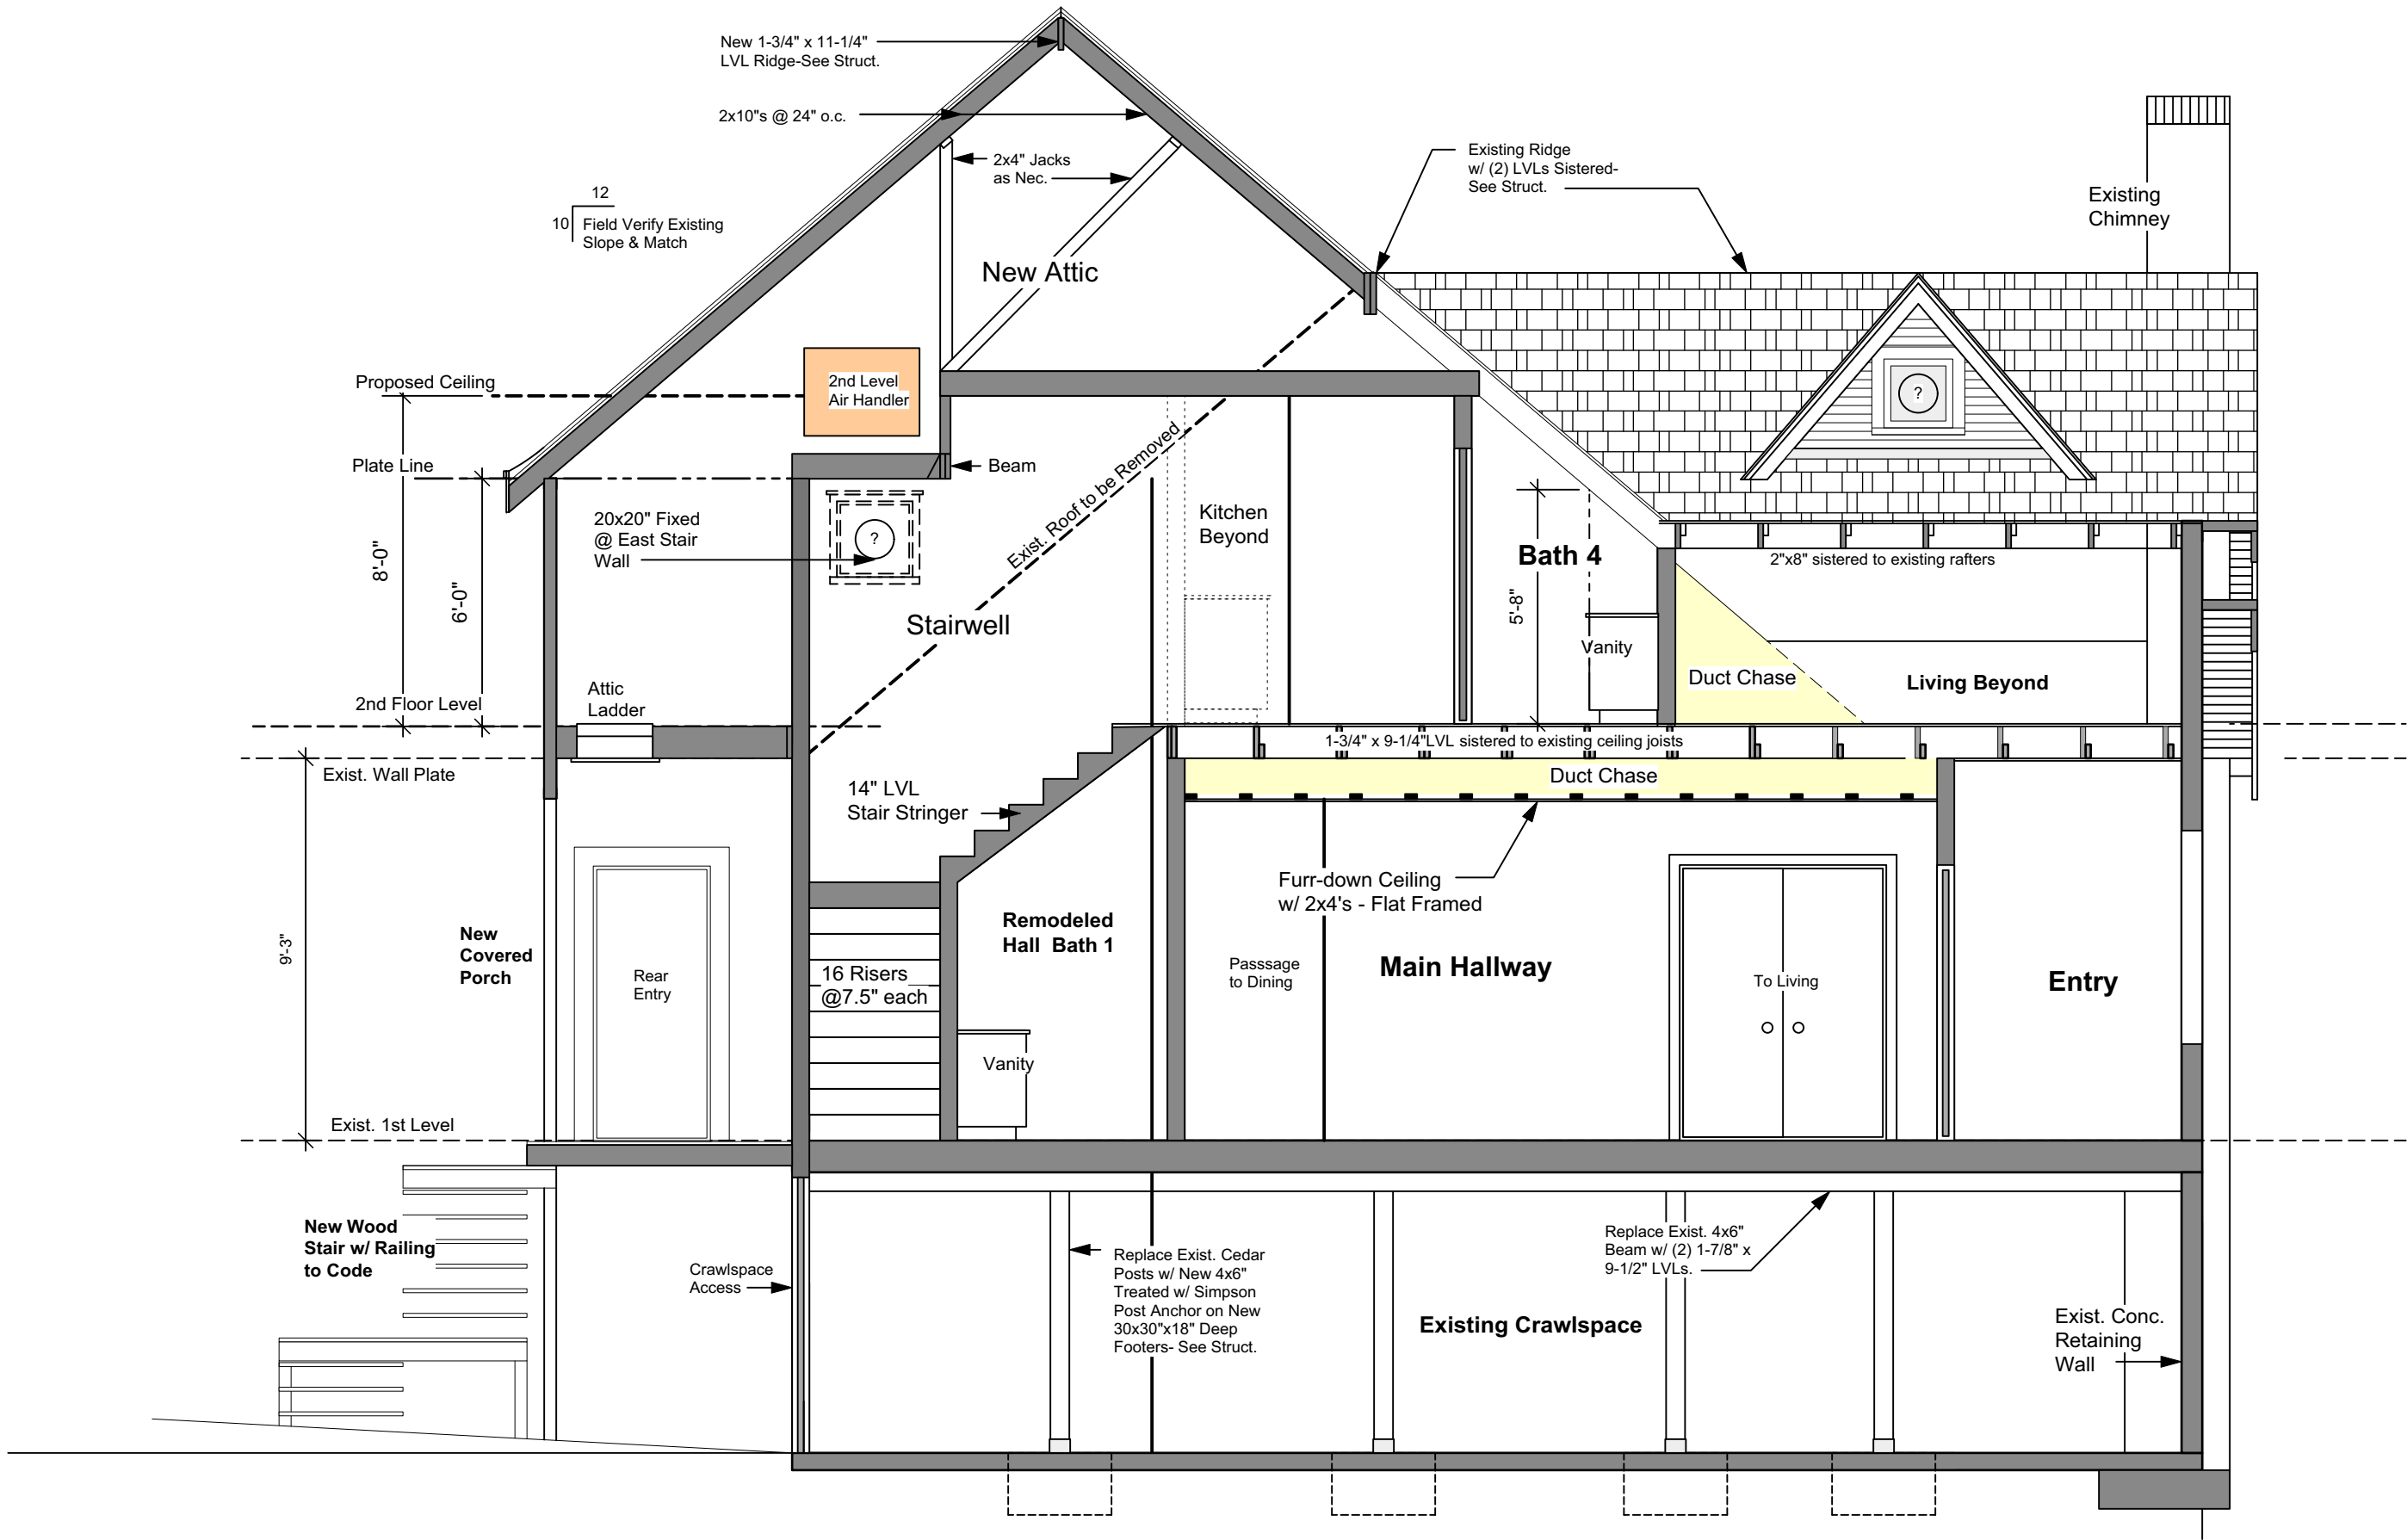 New 1-3/4" x 11-1/4"
LVL Ridge-See Struct.
2x10"s @ 24" o.c.
2x4" Jacks
as Nec.
Existing Ridge
w/ (2) LVLs Sistered-
See Struct.
Existing
Chimney
12
10
Field Verify Existing
Slope & Match
New Attic
Proposed Ceiling
2nd Level
Air Handler
?
Plate Line
Beam
20x20" Fixed
@ East Stair
Wall
?
Exist. Roof to be Removed
Kitchen
Beyond
Bath 4
2"x8" sistered to existing rafters
8'-0"
6'-0"
5'-8"
Stairwell
Vanity
Duct Chase
Living Beyond
Attic
Ladder
2nd Floor Level
1-3/4" x 9-1/4"LVL sistered to existing ceiling joists
Exist. Wall Plate
Duct Chase
14" LVL
Stair Stringer
Furr-down Ceiling
w/ 2x4's - Flat Framed
9'-3"
New
Covered
Porch
Rear
Entry
16 Risers
@7.5" each
Remodeled
Hall Bath 1
Passsage
to Dining
Main Hallway
To Living
Entry
Vanity
Exist. 1st Level
New Wood
Stair w/ Railing
to Code
Crawlspace
Access
Replace Exist. Cedar
Posts w/ New 4x6"
Treated w/ Simpson
Post Anchor on New
30x30"x18" Deep
Footers- See Struct.
Replace Exist. 4x6"
Beam w/ (2) 1-7/8" x
9-1/2" LVLs.
Existing Crawlspace
Exist. Conc.
Retaining
Wall